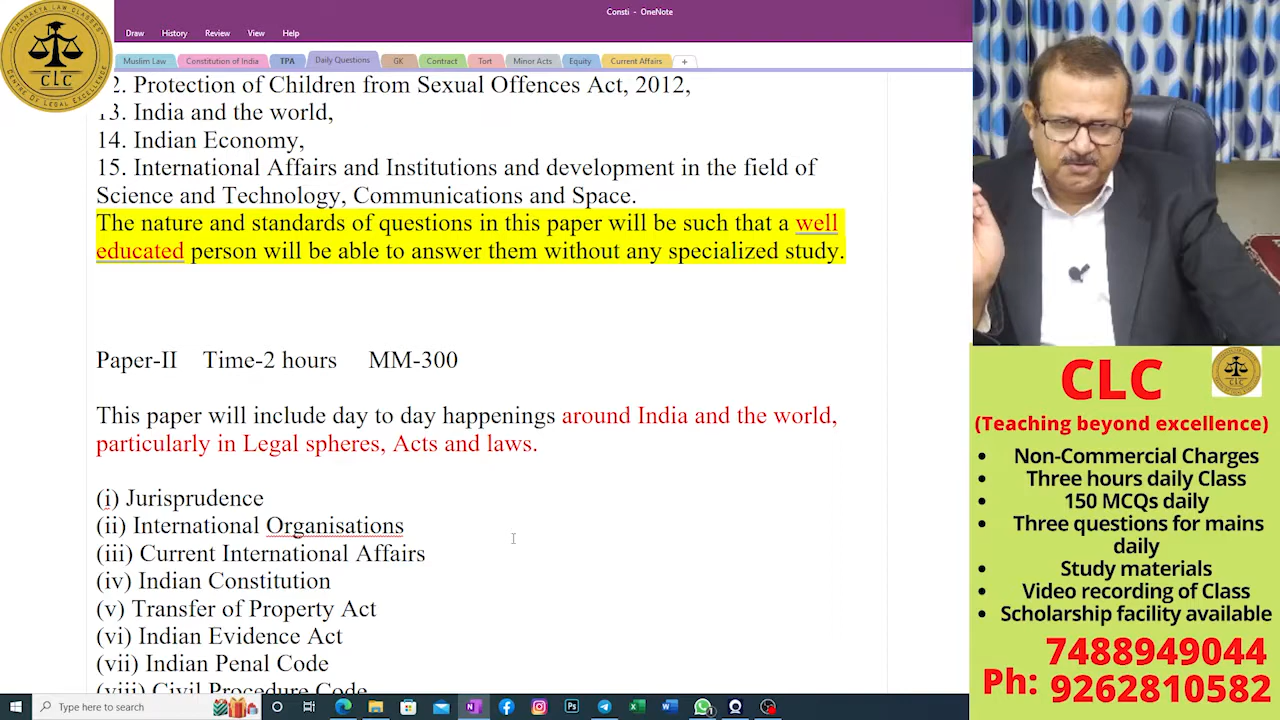 Consti - OneNote
Draw History Review View Help
Muslim Law Constitution of India TPA Daily Questions GK Contract Tort Minor Acts Equity Current Affairs +
CHANAKYA LAW CLASSES
CLC
CENTRE OF LEGAL EXCELLENCE
2. Protection of Children from Sexual Offences Act, 2012,
13. India and the world,
14. Indian Economy,
15. International Affairs and Institutions and development in the field of
Science and Technology, Communications and Space.
The nature and standards of questions in this paper will be such that a well
educated person will be able to answer them without any specialized study.
Paper-II Time-2 hours MM-300
This paper will include day to day happenings around India and the world,
particularly in Legal spheres, Acts and laws.
(i) Jurisprudence
(ii) International Organisations
(iii) Current International Affairs
(iv) Indian Constitution
(v) Transfer of Property Act
(vi) Indian Evidence Act
(vii) Indian Penal Code
(viii) Civil Procedure Code
CLC
(Teaching beyond excellence)
• Non-Commercial Charges
• Three hours daily Class
• 150 MCQs daily
• Three questions for mains
daily
• Study materials
• Video recording of Class
• Scholarship facility available
Ph: 7488949044
9262810582
Type here to search